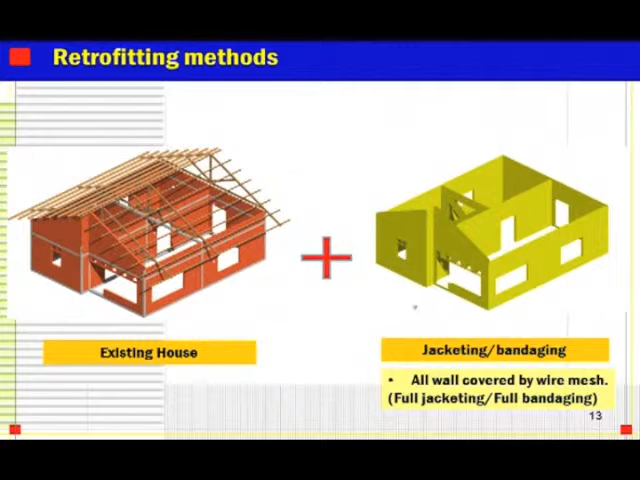 Retrofitting methods
Existing House
Jacketing/bandaging
• All wall covered by wire mesh.
(Full jacketing/Full bandaging)
13